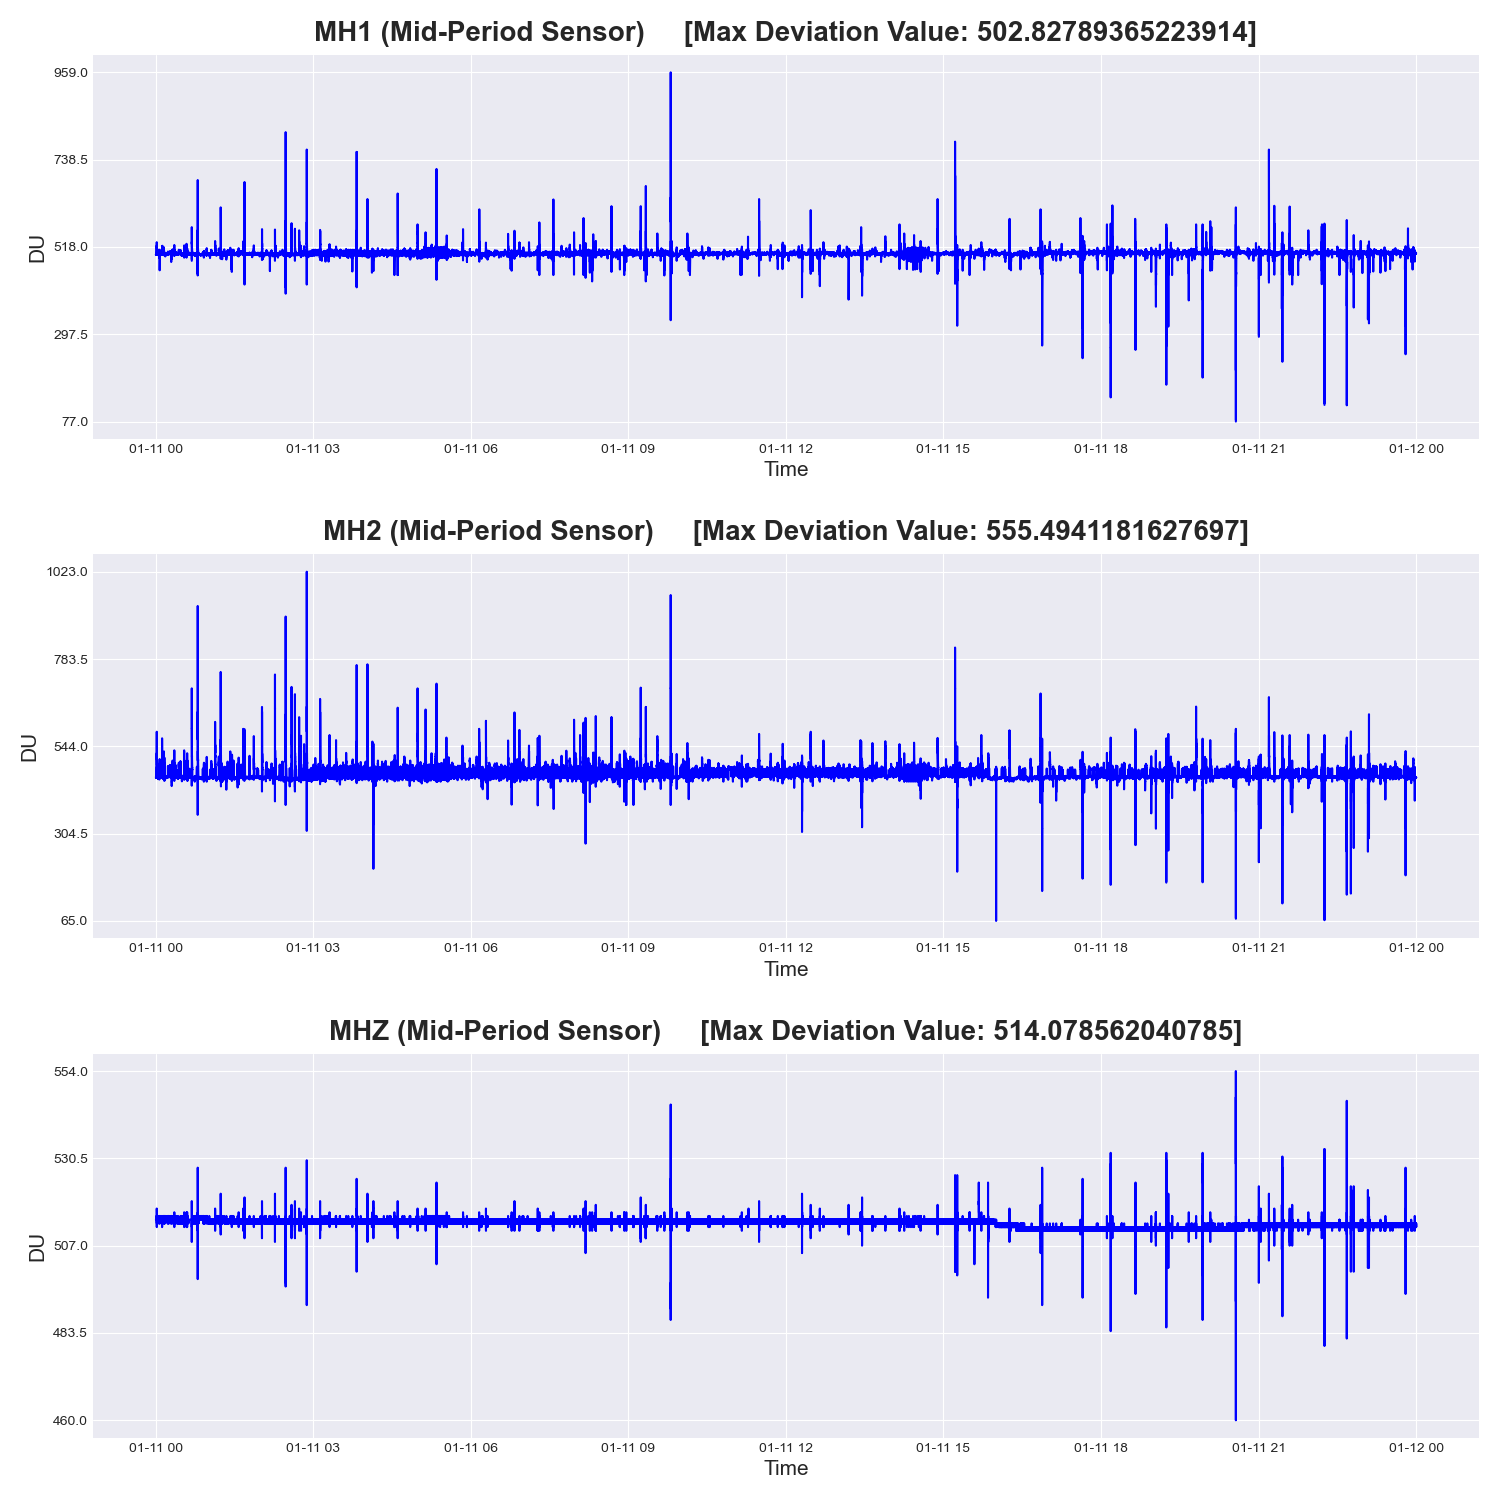 MH1 (Mid-Period Sensor) [Max Deviation Value: 502.82789365223914]
959.0
738.5
518.0
297.5
77.0
DU
01-11 00 01-11 03 01-11 06 01-11 09 01-11 12 01-11 15 01-11 18 01-11 21 01-12 00
Time
MH2 (Mid-Period Sensor) [Max Deviation Value: 555.4941181627697]
1023.0
783.5
544.0
304.5
65.0
DU
01-11 00 01-11 03 01-11 06 01-11 09 01-11 12 01-11 15 01-11 18 01-11 21 01-12 00
Time
MHZ (Mid-Period Sensor) [Max Deviation Value: 514.078562040785]
554.0
530.5
507.0
483.5
460.0
DU
01-11 00 01-11 03 01-11 06 01-11 09 01-11 12 01-11 15 01-11 18 01-11 21 01-12 00
Time